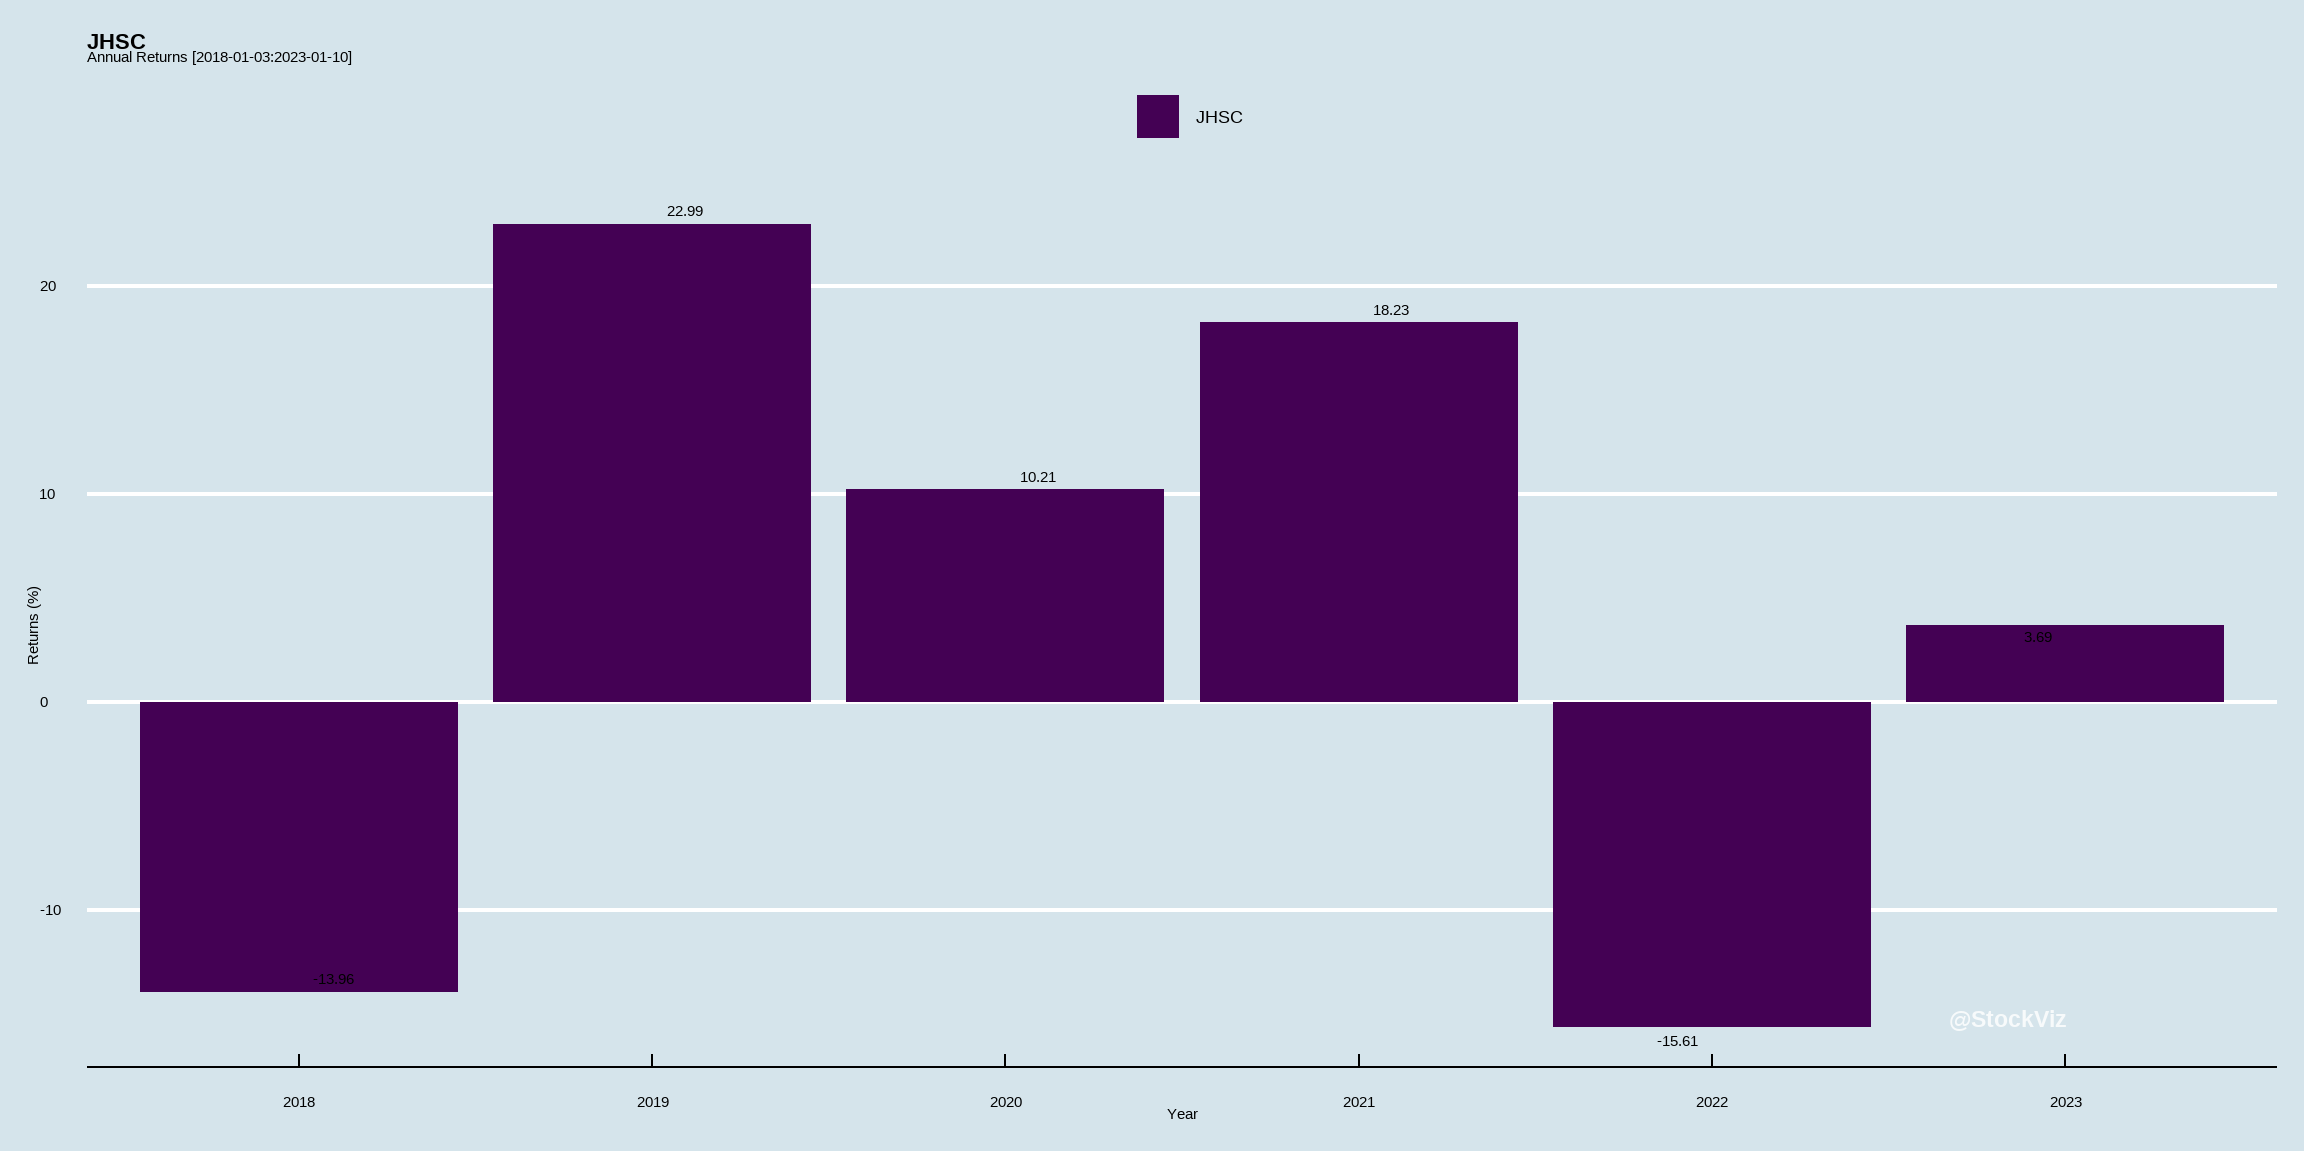 JHSC
Annual Returns [2018-01-03:2023-01-10]
JHSC
22.99
20
18.23
10.21
10
Returns (%)
3.69
0
-10
-13.96
@StockViz
-15.61
2018 2019 2020 2021 2022 2023
Year